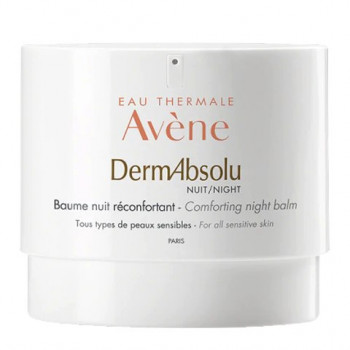 EAU THERMALE
Avène
DermAbsolu
NUIT/NIGHT
Baume nuit réconfortant - Comforting night balm
Tous types de peaux sensibles - For all sensitive skin
PARIS